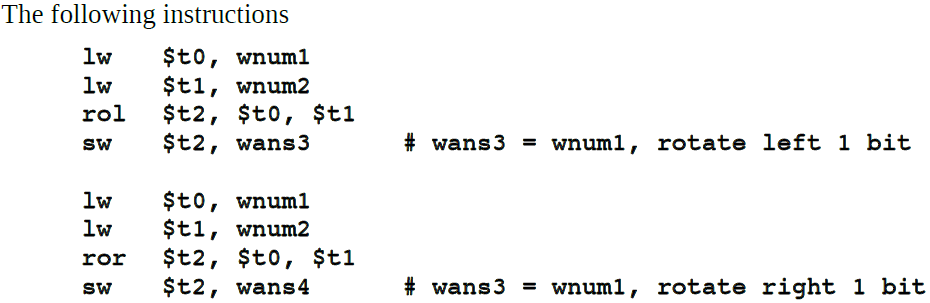 The following instructions
lw $t0, wnum1
lw $t1, wnum2
rol $t2, $t0, $t1
sw $t2, wans3 # wans3 = wnum1, rotate left 1 bit
lw $t0, wnum1
lw $t1, wnum2
ror $t2, $t0, $t1
sw $t2, wans4 # wans3 = wnum1, rotate right 1 bit